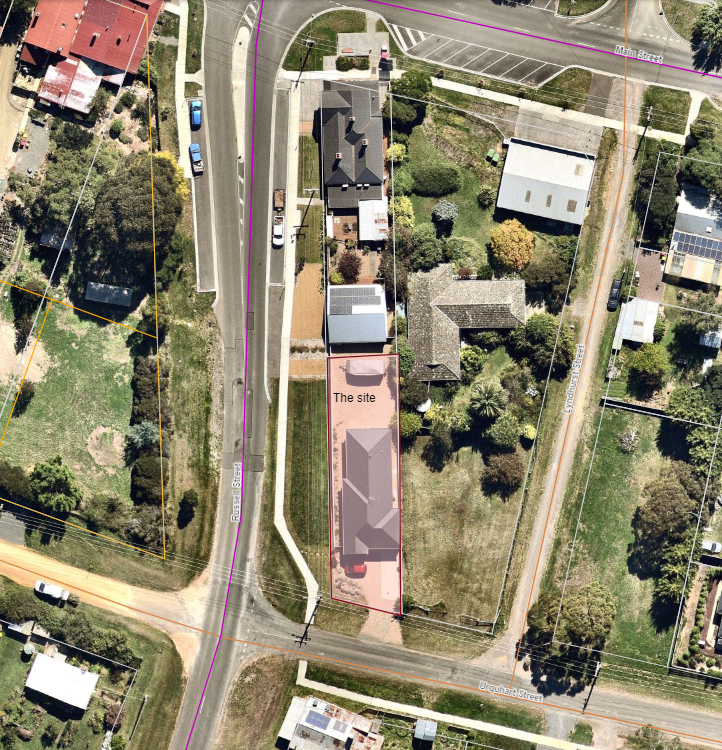 Main Street
Lyndhurst Street
The site
Russell Street
Urquhart Street